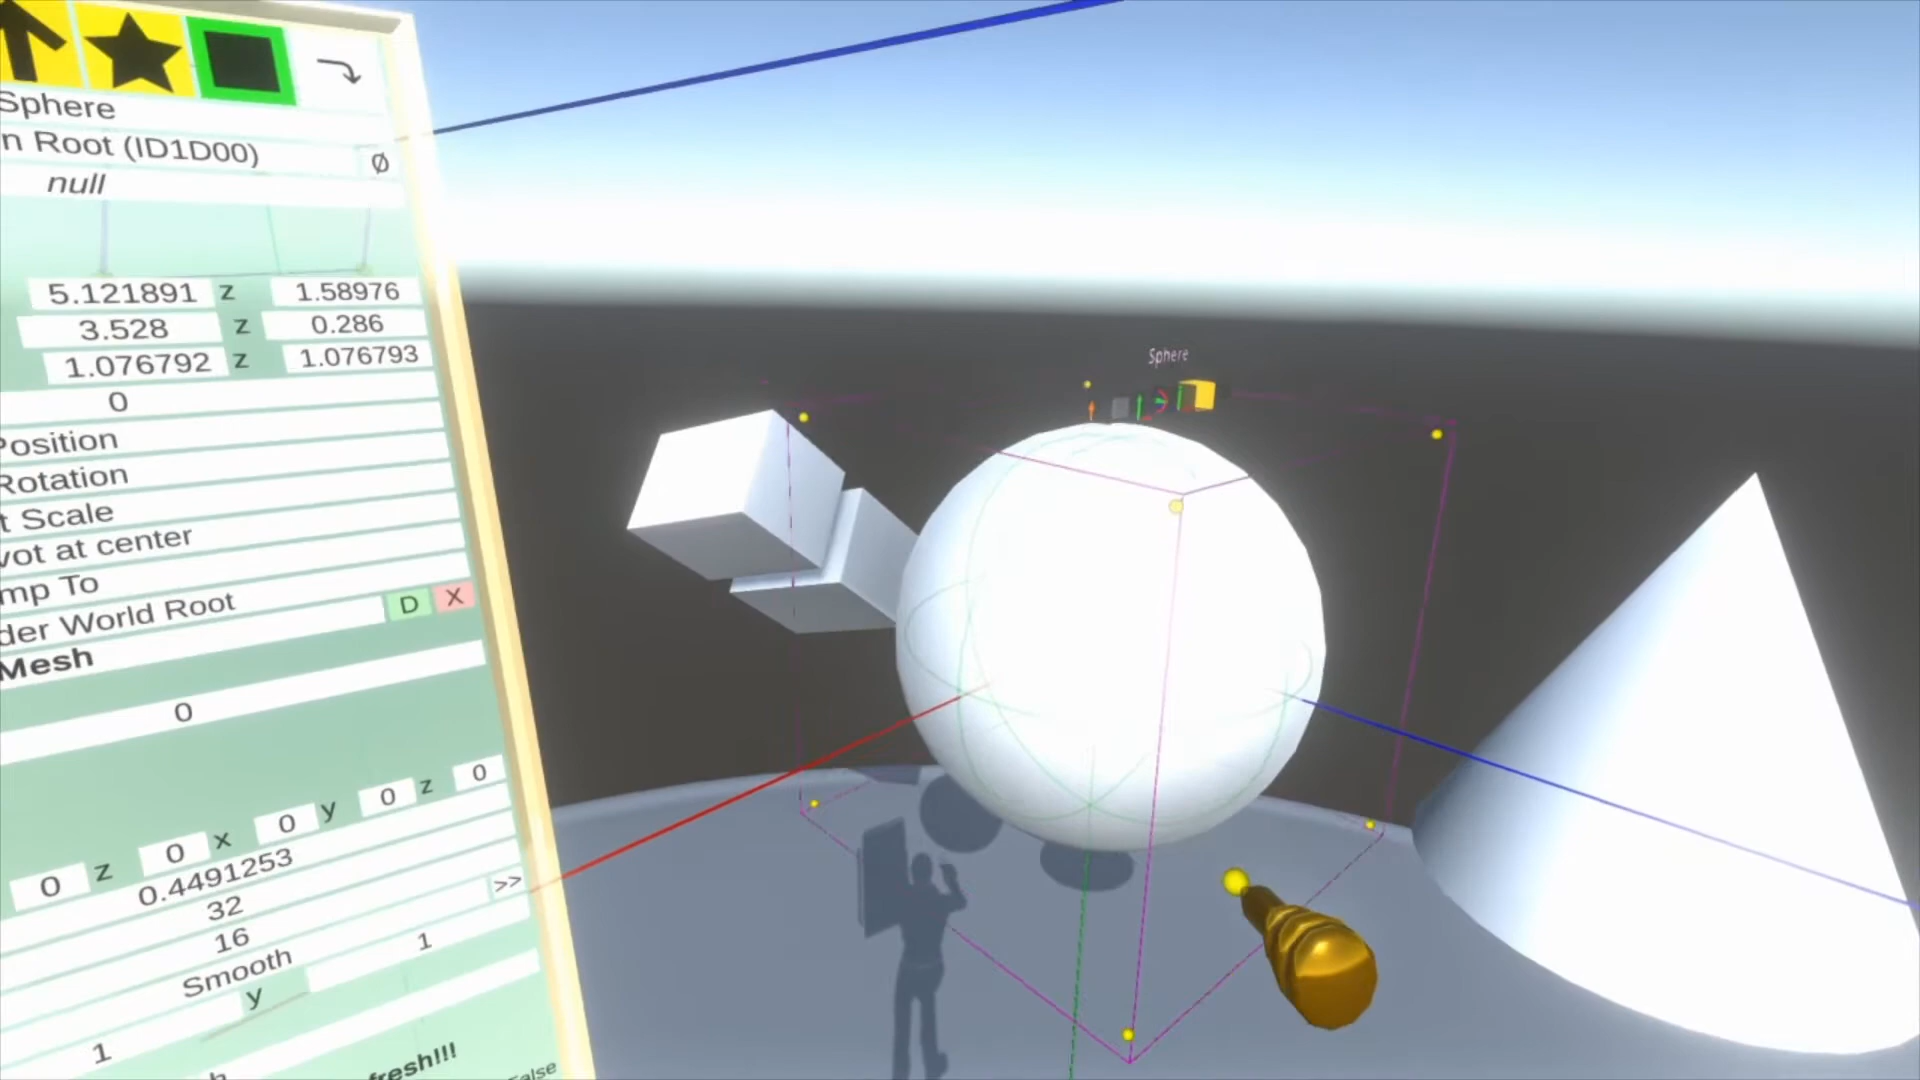 Sphere
n Root (ID1D00) Ø
null
5.121891 z 1.58976
3.528 z 0.286
1.076792 z 1.076793
0
Position
Rotation
t Scale
vot at center
mp To
der World Root D X
Mesh
0
0 z 0 x 0 y 0 z 0
0.4491253
32
16 >>
Smooth
y 1
1
fresh!!!
False
Sphere